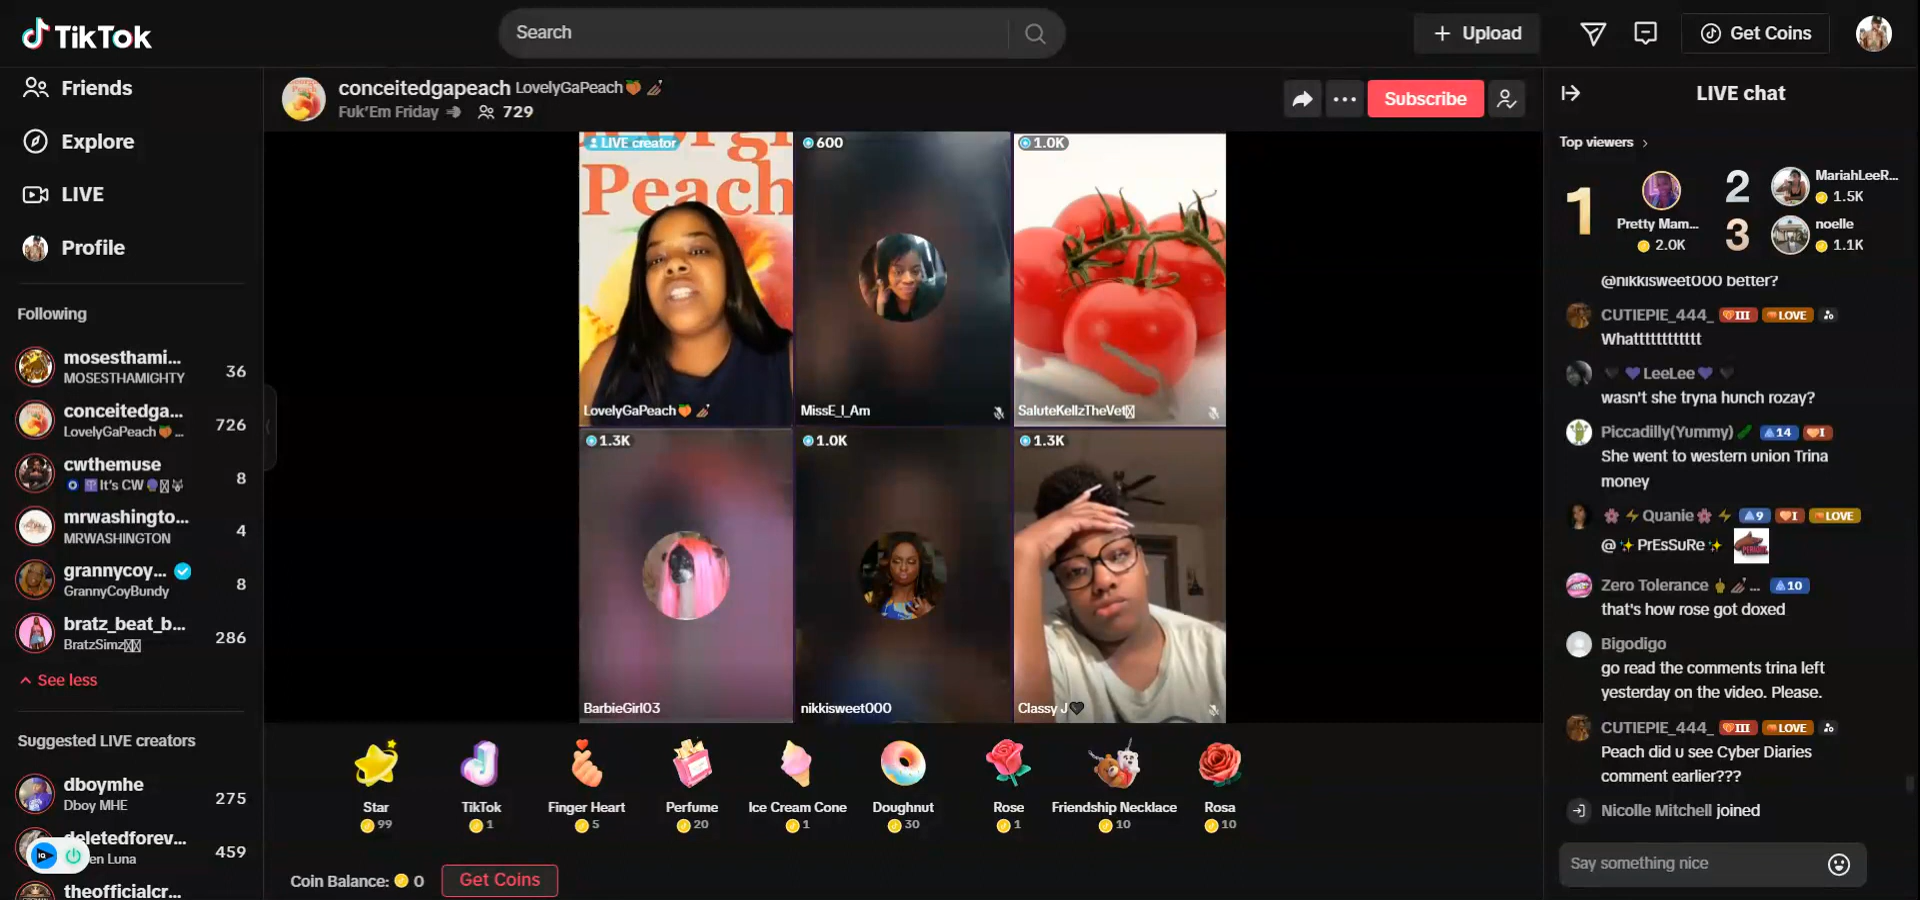 TikTok
Search
Upload
Get Coins
Friends
Explore
LIVE
Profile
Following
mosesthami...
MOSESTHAMIGHTY
36
conceitedga...
LovelyGaPeach🍑 ...
726
cwthemuse
🧿 It's CW
8
mrwashingto...
MRWASHINGTON
4
grannycoy...
GrannyCoyBundy
8
bratz_beat_b...
BratzSimz
286
See less
Suggested LIVE creators
dboymhe
Dboy MHE
275
deletedforev...
en Luna
459
theofficialcr...
conceitedgapeach LovelyGaPeach🍑💅🏾
Fuk'Em Friday 💨 729
Subscribe
LIVE creator
Peach
LovelyGaPeach🍑💅🏾
600
MissE_I_Am
1.0K
SaluteKellzTheVet
1.3K
BarbieGirl03
1.0K
nikkisweet000
1.3K
Classy J🖤
Star
99
TikTok
1
Finger Heart
5
Perfume
20
Ice Cream Cone
1
Doughnut
30
Rose
1
Friendship Necklace
10
Rosa
10
Coin Balance: 0
Get Coins
LIVE chat
Top viewers >
1
Pretty Mam...
2.0K
2
MariahLeeR...
1.5K
3
noelle
1.1K
@nikkisweet000 better?
CUTIEPIE_444_ III LOVE
Whattttttttttt
🖤💜LeeLee💜🖤
wasn't she tryna hunch rozay?
Piccadilly(Yummy)🥒 14 I
She went to western union Trina
money
🌸⚡Quanie🌸⚡ 9 I LOVE
@✨PrEsSuRe✨
Zero Tolerance ... 10
that's how rose got doxed
Bigodigo
go read the comments trina left
yesterday on the video. Please.
CUTIEPIE_444_ III LOVE
Peach did u see Cyber Diaries
comment earlier???
Nicolle Mitchell joined
Say something nice